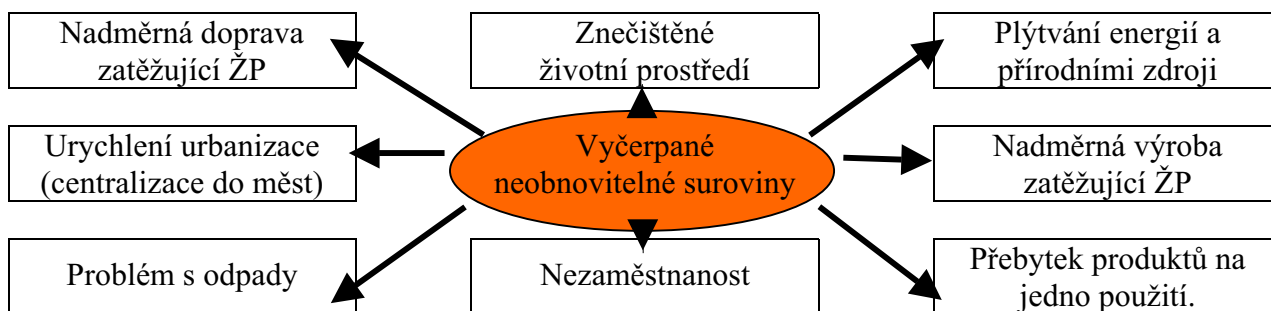 Nadměrná doprava
zatěžující ŽP
Znečištěné
životní prostředí
Plýtvání energií a
přírodními zdroji
Urychlení urbanizace
(centralizace do měst)
Vyčerpané
neobnovitelné suroviny
Nadměrná výroba
zatěžující ŽP
Problém s odpady
Nezaměstnanost
Přebytek produktů na
jedno použití.